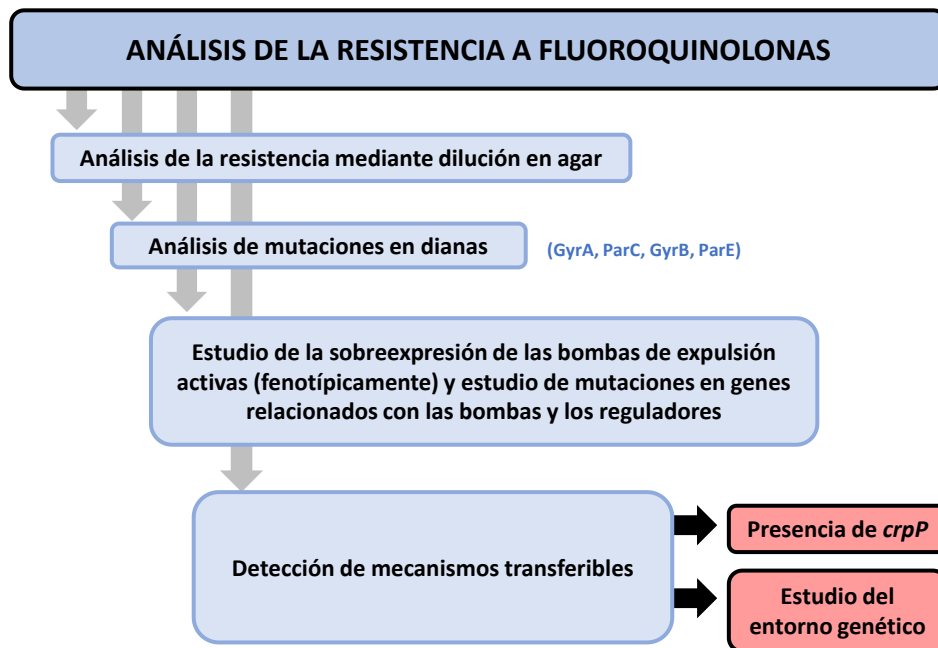 ANÁLISIS DE LA RESISTENCIA A FLUOROQUINOLONAS
Análisis de la resistencia mediante dilución en agar
Análisis de mutaciones en dianas
(GyrA, ParC, GyrB, ParE)
Estudio de la sobreexpresión de las bombas de expulsión
activas (fenotípicamente) y estudio de mutaciones en genes
relacionados con las bombas y los reguladores
Detección de mecanismos transferibles
Presencia de crpP
Estudio del
entorno genético